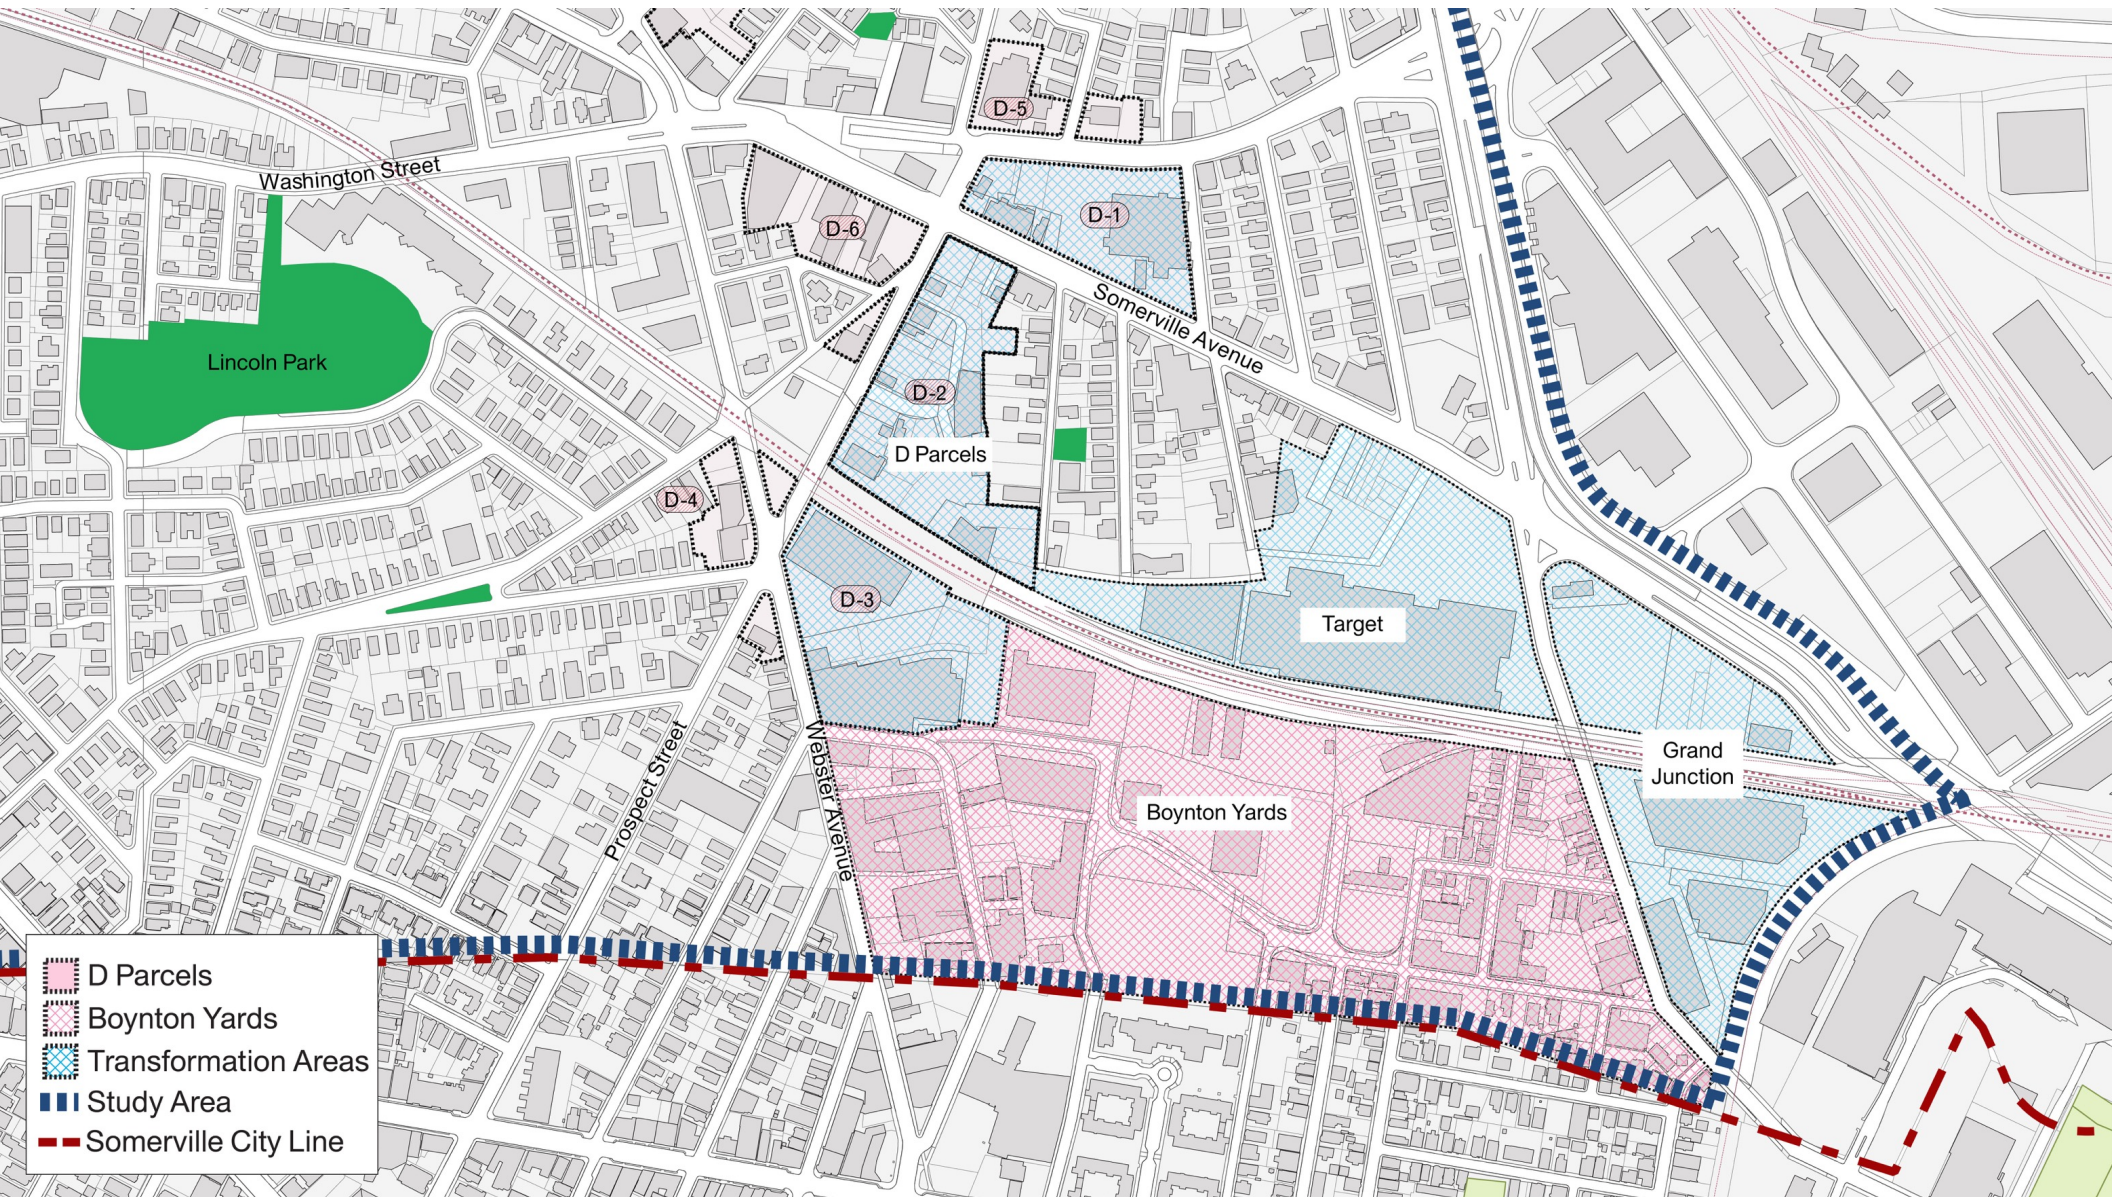 D-5
Washington Street
D-1
D-6
Somerville Avenue
Lincoln Park
D-2
D Parcels
D-4
D-3
Target
Grand
Junction
Prospect Street
Webster Avenue
Boynton Yards
D Parcels
Boynton Yards
Transformation Areas
Study Area
Somerville City Line